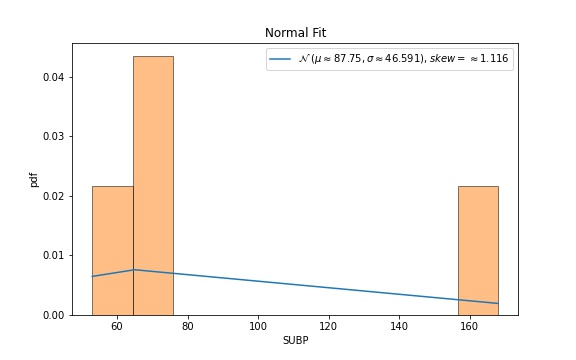 Normal Fit
𝒩 (μ ≈ 87.75, σ ≈ 46.591), skew = ≈ 1.116
0.04
0.03
0.02
0.01
0.00
pdf
60 80 100 120 140 160
SUBP